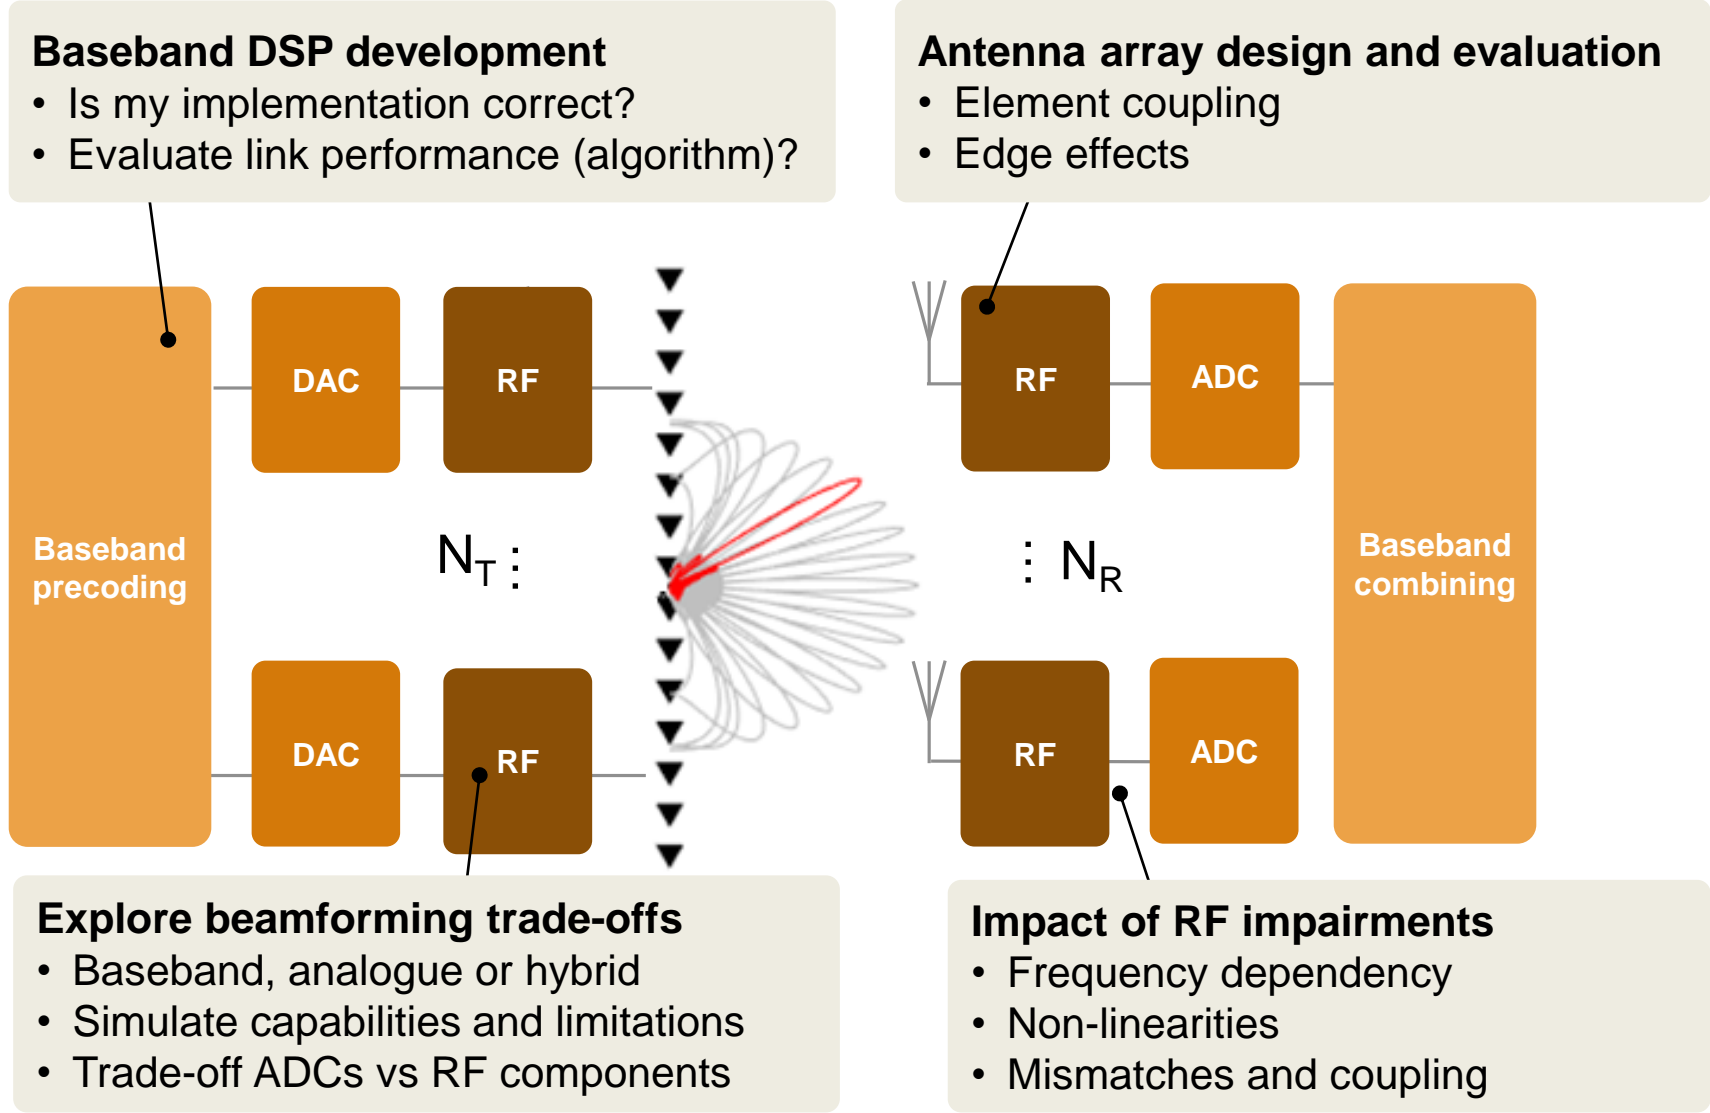 Baseband DSP development
• Is my implementation correct?
• Evaluate link performance (algorithm)?
Antenna array design and evaluation
• Element coupling
• Edge effects
DAC
RF
RF
ADC
Baseband
precoding
N_T ⋮
⋮ N_R
Baseband
combining
DAC
RF
RF
ADC
Explore beamforming trade-offs
• Baseband, analogue or hybrid
• Simulate capabilities and limitations
• Trade-off ADCs vs RF components
Impact of RF impairments
• Frequency dependency
• Non-linearities
• Mismatches and coupling